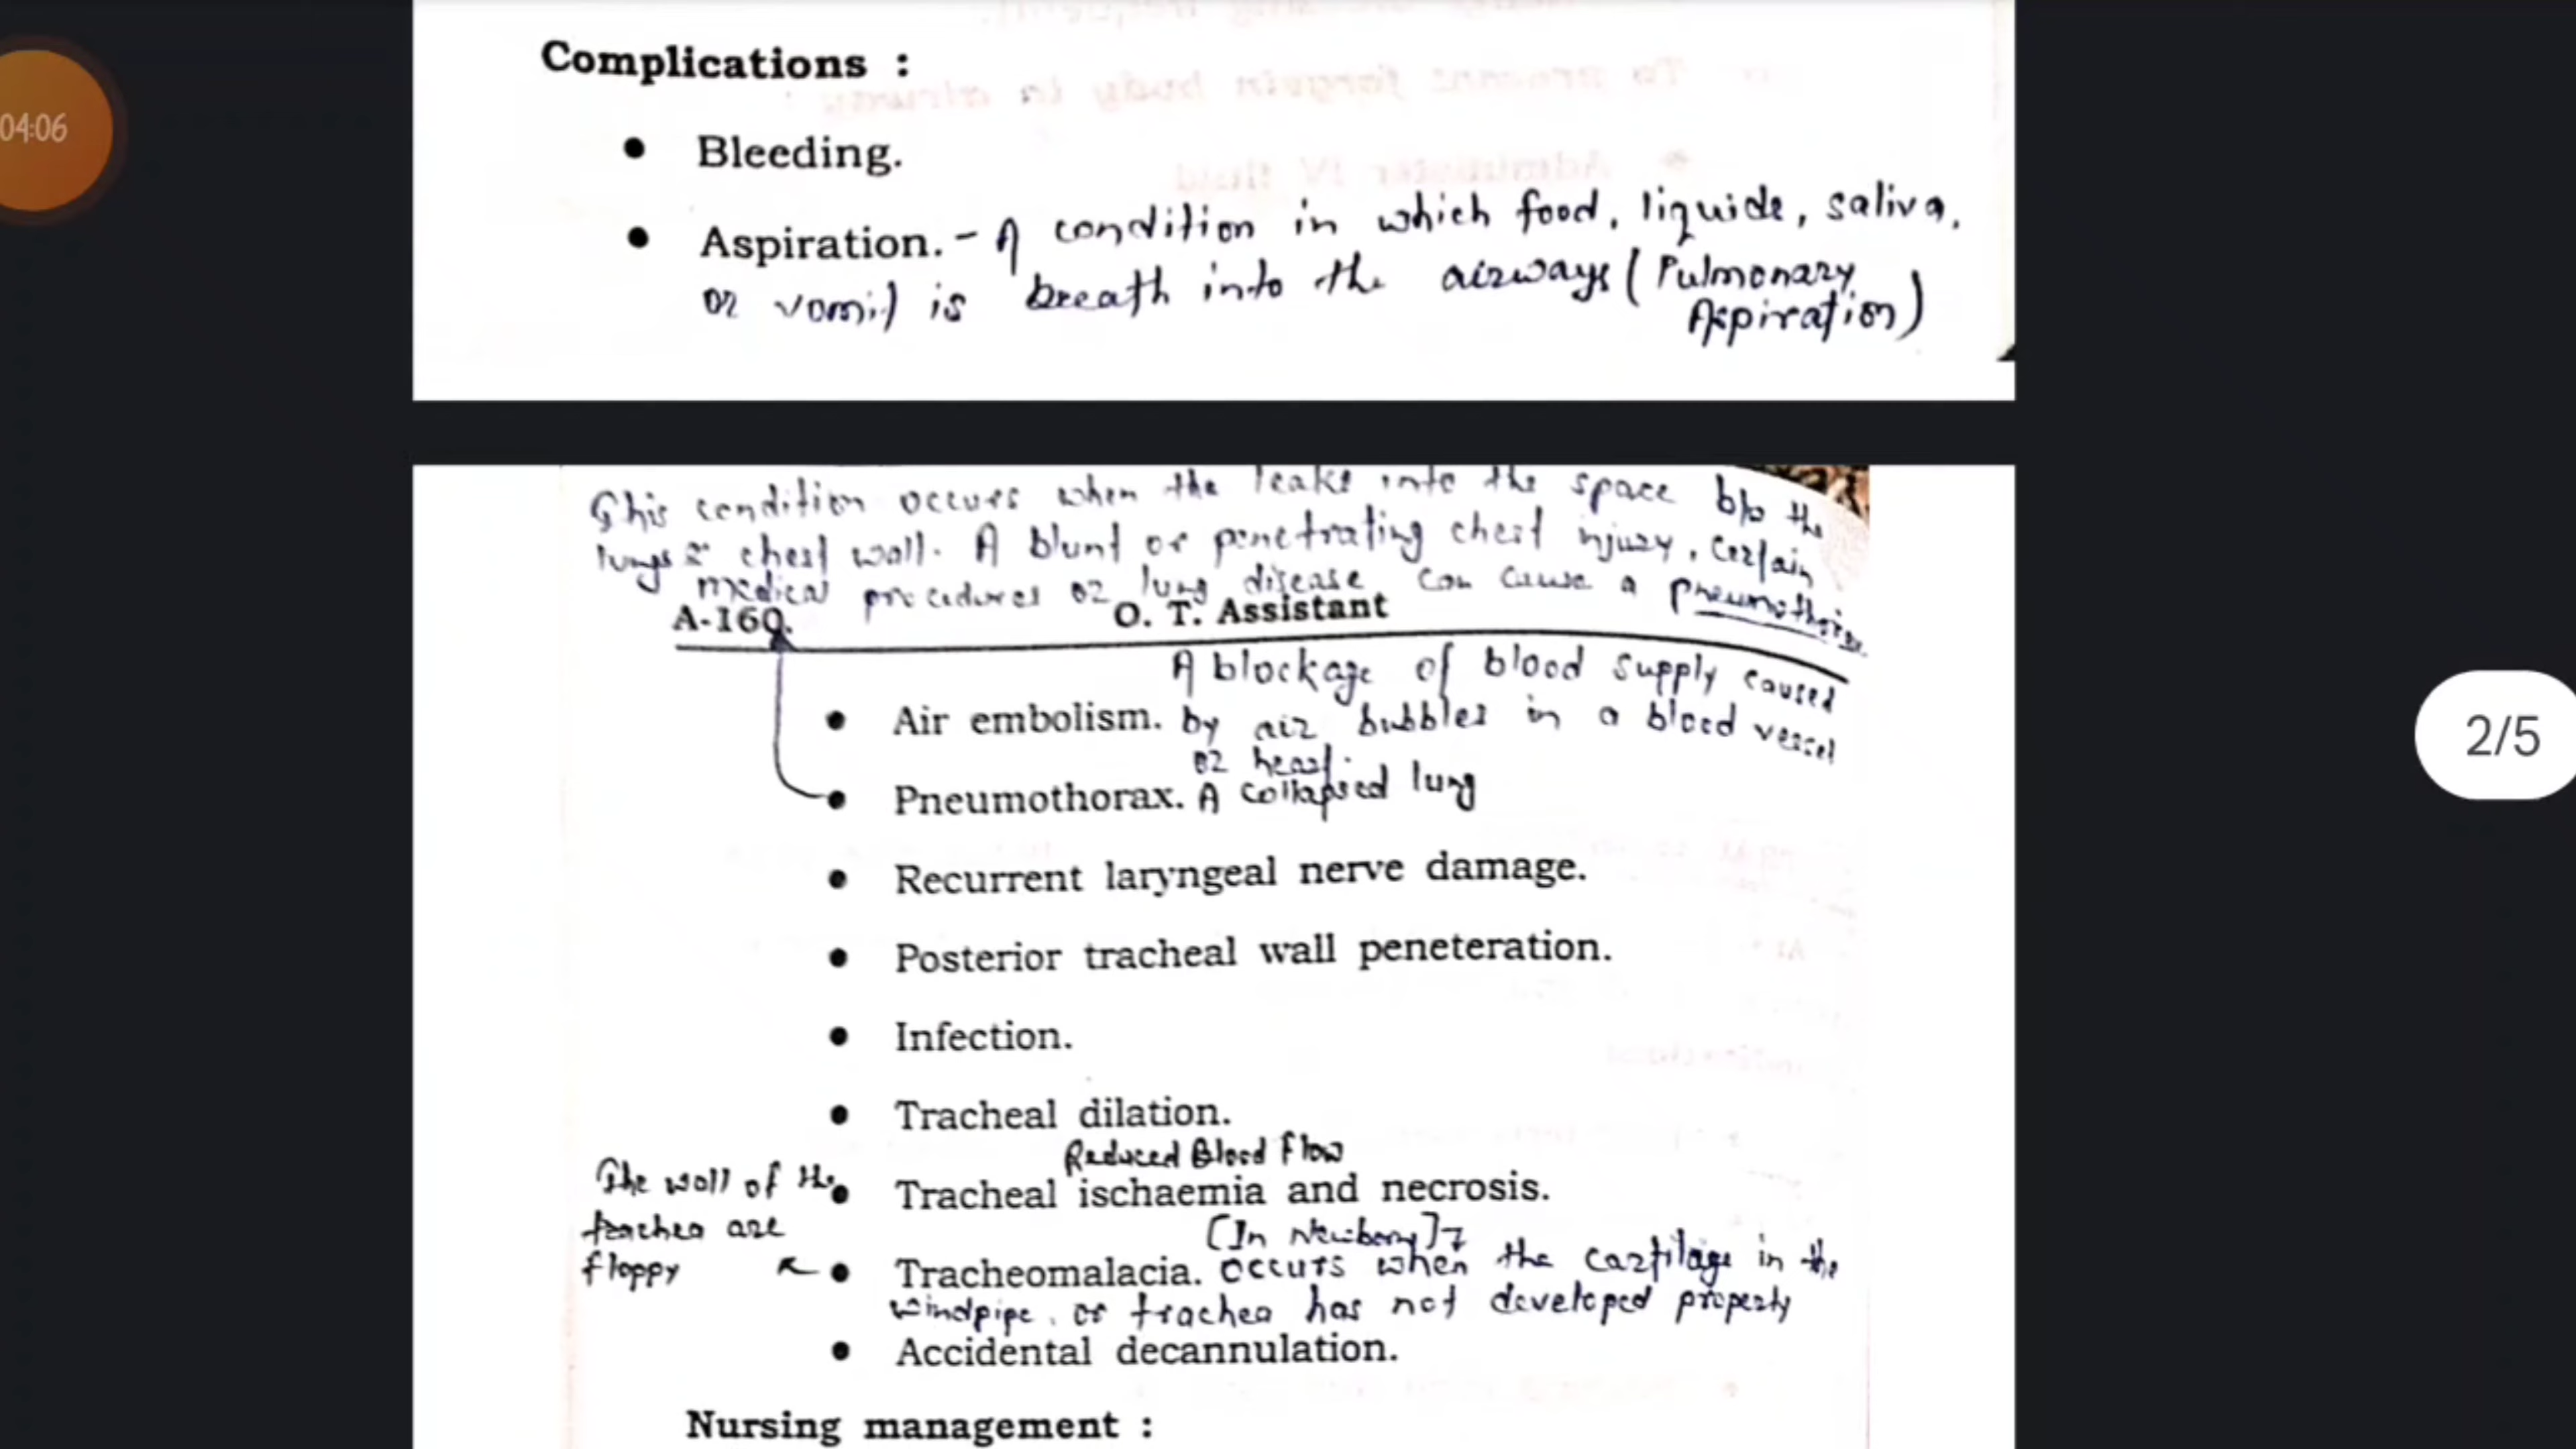 04:06
Complications :
• Bleeding.
• Aspiration. - A condition in which food, liquide, saliva,
or vomit is breath into the airways (Pulmonary
Aspiration)
This condition occurs when the leaks into the space b/w the
lungs & chest wall. A blunt or penetrating chest injury, certain
medical procedures or lung disease can cause a pneumothorax.
A-160. O. T. Assistant
A blockage of blood supply caused
• Air embolism. by air bubbles in a blood vessel
or heart.
• Pneumothorax. A collapsed lung
2/5
• Recurrent laryngeal nerve damage.
• Posterior tracheal wall peneteration.
• Infection.
• Tracheal dilation.
Reduced Blood Flow
• Tracheal ischaemia and necrosis.
The wall of the
trachea are
floppy
[In Newborn]
• Tracheomalacia. occurs when the cartilage in the
windpipe, or trachea has not developed properly
• Accidental decannulation.
Nursing management :